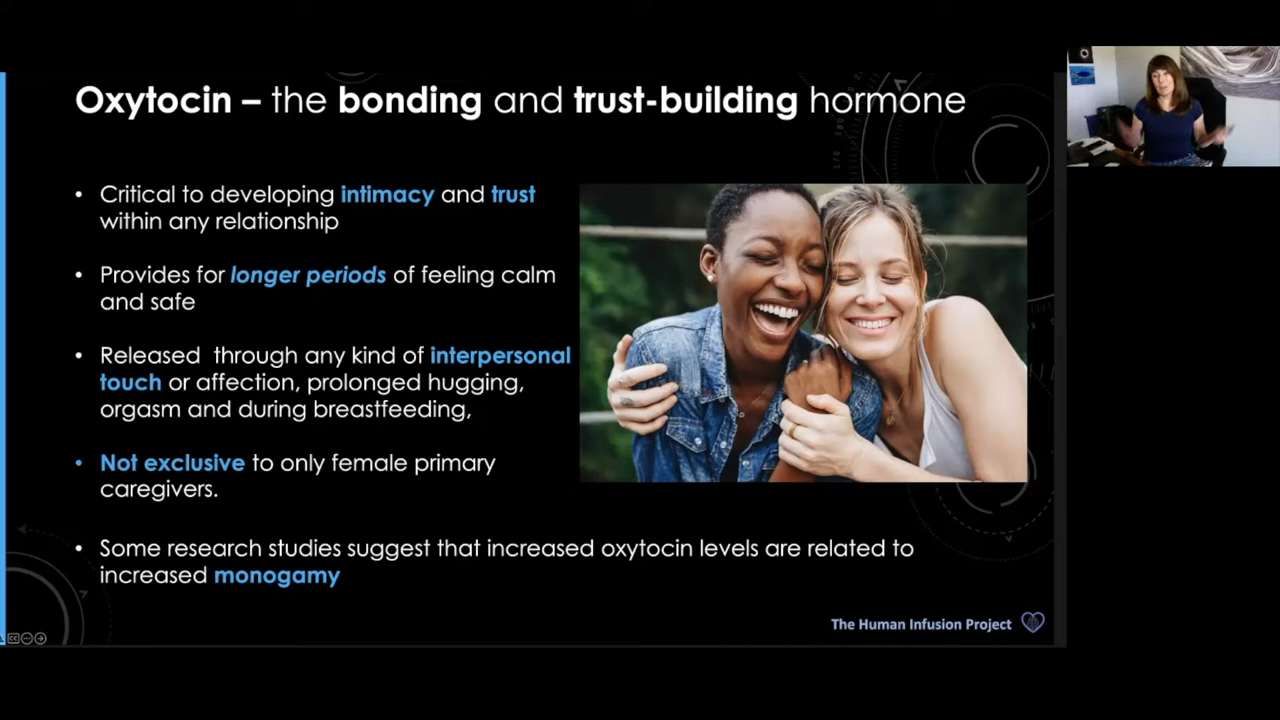 Oxytocin – the bonding and trust-building hormone
• Critical to developing intimacy and trust
within any relationship
• Provides for longer periods of feeling calm
and safe
• Released  through any kind of interpersonal
touch or affection, prolonged hugging,
orgasm and during breastfeeding,
• Not exclusive to only female primary
caregivers.
• Some research studies suggest that increased oxytocin levels are related to
increased monogamy
The Human Infusion Project